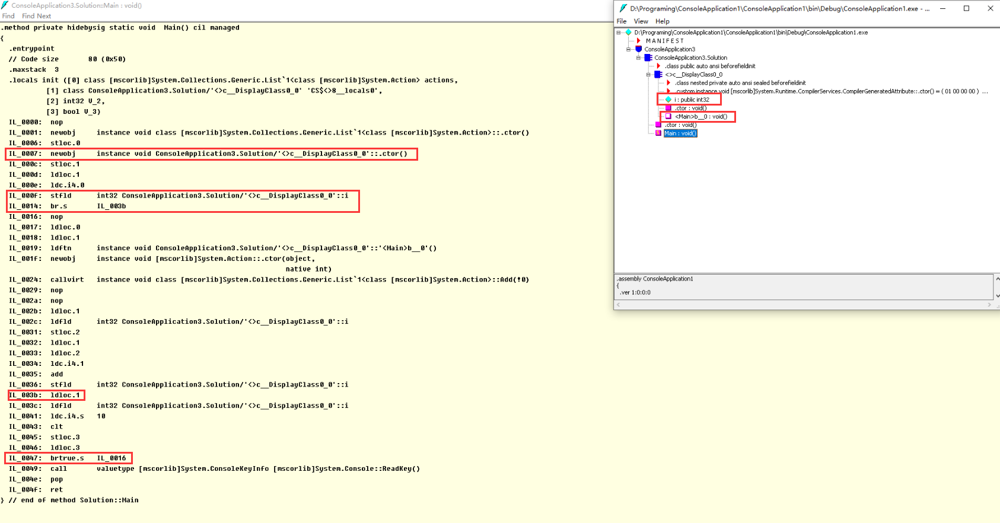 ConsoleApplication3.Solution::Main : void()
Find Find Next
.method private hidebysig static void  Main() cil managed
{
  .entrypoint
  // Code size       80 (0x50)
  .maxstack  3
  .locals init ([0] class [mscorlib]System.Collections.Generic.List`1<class [mscorlib]System.Action> actions,
           [1] class ConsoleApplication3.Solution/'<>c__DisplayClass0_0' 'CS$<>8__locals0',
           [2] int32 V_2,
           [3] bool V_3)
  IL_0000:  nop
  IL_0001:  newobj     instance void class [mscorlib]System.Collections.Generic.List`1<class [mscorlib]System.Action>::.ctor()
  IL_0006:  stloc.0
  IL_0007:  newobj     instance void ConsoleApplication3.Solution/'<>c__DisplayClass0_0'::.ctor()
  IL_000c:  stloc.1
  IL_000d:  ldloc.1
  IL_000e:  ldc.i4.0
  IL_000f:  stfld      int32 ConsoleApplication3.Solution/'<>c__DisplayClass0_0'::i
  IL_0014:  br.s       IL_003b
  IL_0016:  nop
  IL_0017:  ldloc.0
  IL_0018:  ldloc.1
  IL_0019:  ldftn      instance void ConsoleApplication3.Solution/'<>c__DisplayClass0_0'::'<Main>b__0'()
  IL_001f:  newobj     instance void [mscorlib]System.Action::.ctor(object,
                                                                  native int)
  IL_0024:  callvirt   instance void class [mscorlib]System.Collections.Generic.List`1<class [mscorlib]System.Action>::Add(!0)
  IL_0029:  nop
  IL_002a:  nop
  IL_002b:  ldloc.1
  IL_002c:  ldfld      int32 ConsoleApplication3.Solution/'<>c__DisplayClass0_0'::i
  IL_0031:  stloc.2
  IL_0032:  ldloc.1
  IL_0033:  ldloc.2
  IL_0034:  ldc.i4.1
  IL_0035:  add
  IL_0036:  stfld      int32 ConsoleApplication3.Solution/'<>c__DisplayClass0_0'::i
  IL_003b:  ldloc.1
  IL_003c:  ldfld      int32 ConsoleApplication3.Solution/'<>c__DisplayClass0_0'::i
  IL_0041:  ldc.i4.s   10
  IL_0043:  clt
  IL_0045:  stloc.3
  IL_0046:  ldloc.3
  IL_0047:  brtrue.s   IL_0016
  IL_0049:  call       valuetype [mscorlib]System.ConsoleKeyInfo [mscorlib]System.Console::ReadKey()
  IL_004e:  pop
  IL_004f:  ret
} // end of method Solution::Main
D:\Programing\ConsoleApplication1\ConsoleApplication1\bin\Debug\ConsoleApplication1.exe - ...
File View Help
D:\Programing\ConsoleApplication1\ConsoleApplication1\bin\Debug\ConsoleApplication1.exe
M A N I F E S T
ConsoleApplication3
ConsoleApplication3.Solution
.class public auto ansi beforefieldinit
<>c__DisplayClass0_0
.class nested private auto ansi sealed beforefieldinit
.custom instance void [mscorlib]System.Runtime.CompilerServices.CompilerGeneratedAttribute::.ctor() = ( 01 00 00 00 ) ...
i : public int32
.ctor : void()
<Main>b__0 : void()
.ctor : void()
Main : void()
.assembly ConsoleApplication1
{
  .ver 1:0:0:0